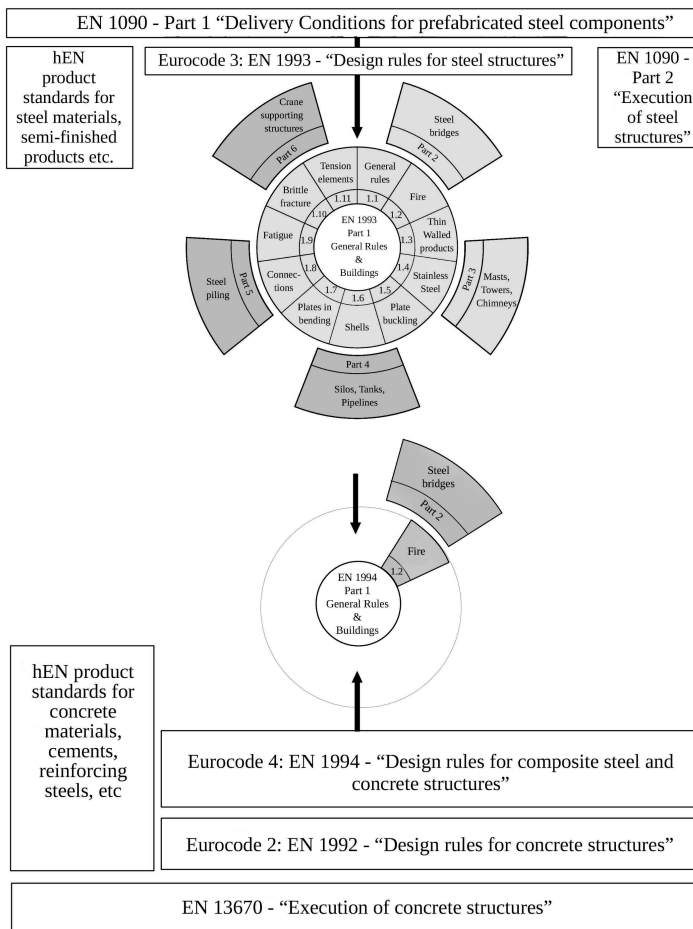 EN 1090 - Part 1 “Delivery Conditions for prefabricated steel components”
hEN
product
standards for
steel materials,
semi-finished
products etc.
Eurocode 3: EN 1993 - “Design rules for steel structures”
EN 1090 -
Part 2
“Execution
of steel
structures”
Crane
supporting
structures
Part 6
Steel
bridges
Part 2
Tension
elements
1.11
General
rules
1.1
Brittle
fracture
1.10
Fire
1.2
Fatigue
1.9
Thin
Walled
products
1.3
Connec-
tions
1.8
Stainless
Steel
1.4
Plates in
bending
1.7
Shells
1.6
Plate
buckling
1.5
EN 1993
Part 1
General Rules
&
Buildings
Steel
piling
Part 5
Part 3
Masts,
Towers,
Chimneys
Part 4
Silos, Tanks,
Pipelines
Steel
bridges
Part 2
Fire
1.2
EN 1994
Part 1
General Rules
&
Buildings
hEN product
standards for
concrete
materials,
cements,
reinforcing
steels, etc
Eurocode 4: EN 1994 - “Design rules for composite steel and
concrete structures”
Eurocode 2: EN 1992 - “Design rules for concrete structures”
EN 13670 - “Execution of concrete structures”